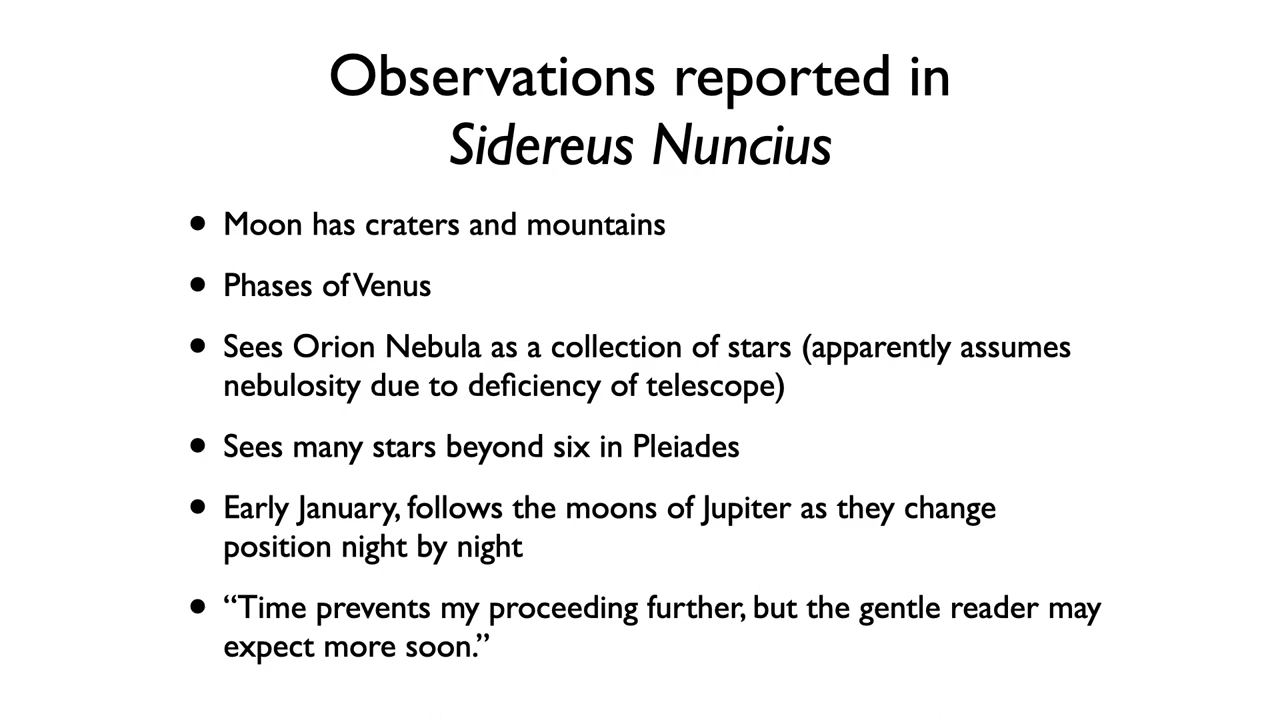 Observations reported in
Sidereus Nuncius
• Moon has craters and mountains
• Phases of Venus
• Sees Orion Nebula as a collection of stars (apparently assumes
nebulosity due to deficiency of telescope)
• Sees many stars beyond six in Pleiades
• Early January, follows the moons of Jupiter as they change
position night by night
• “Time prevents my proceeding further, but the gentle reader may
expect more soon.”